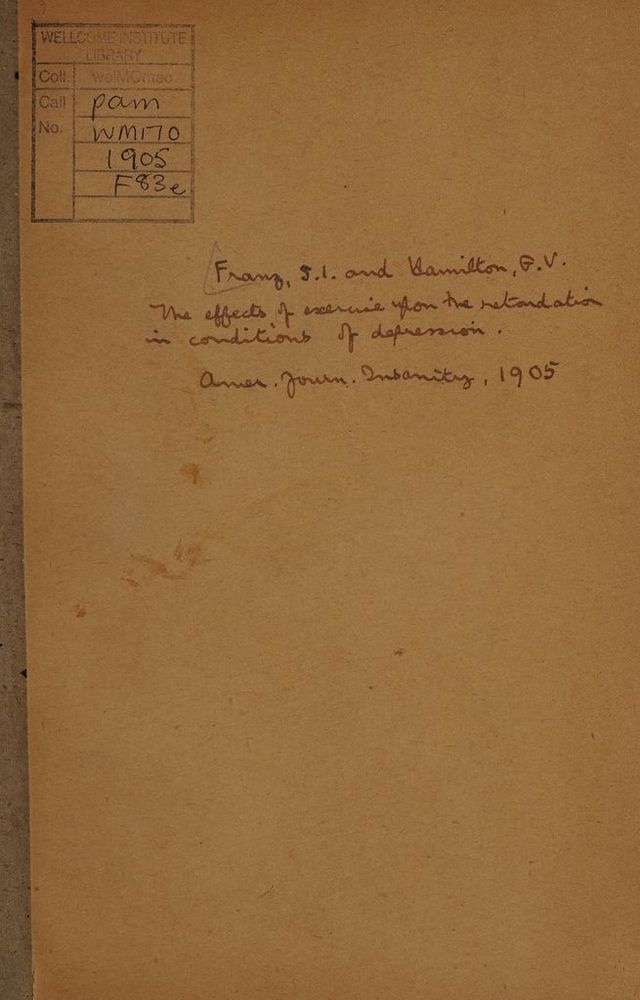 WELLCOME INSTITUTE
LIBRARY
Coll. welMOmec
Call pam
No. WM170
1905
F83e
Franz, S.I. and Hamilton, G.V.
The effects of exercise upon the retardation
in conditions of depression.
Amer. Journ. Insanity, 1905